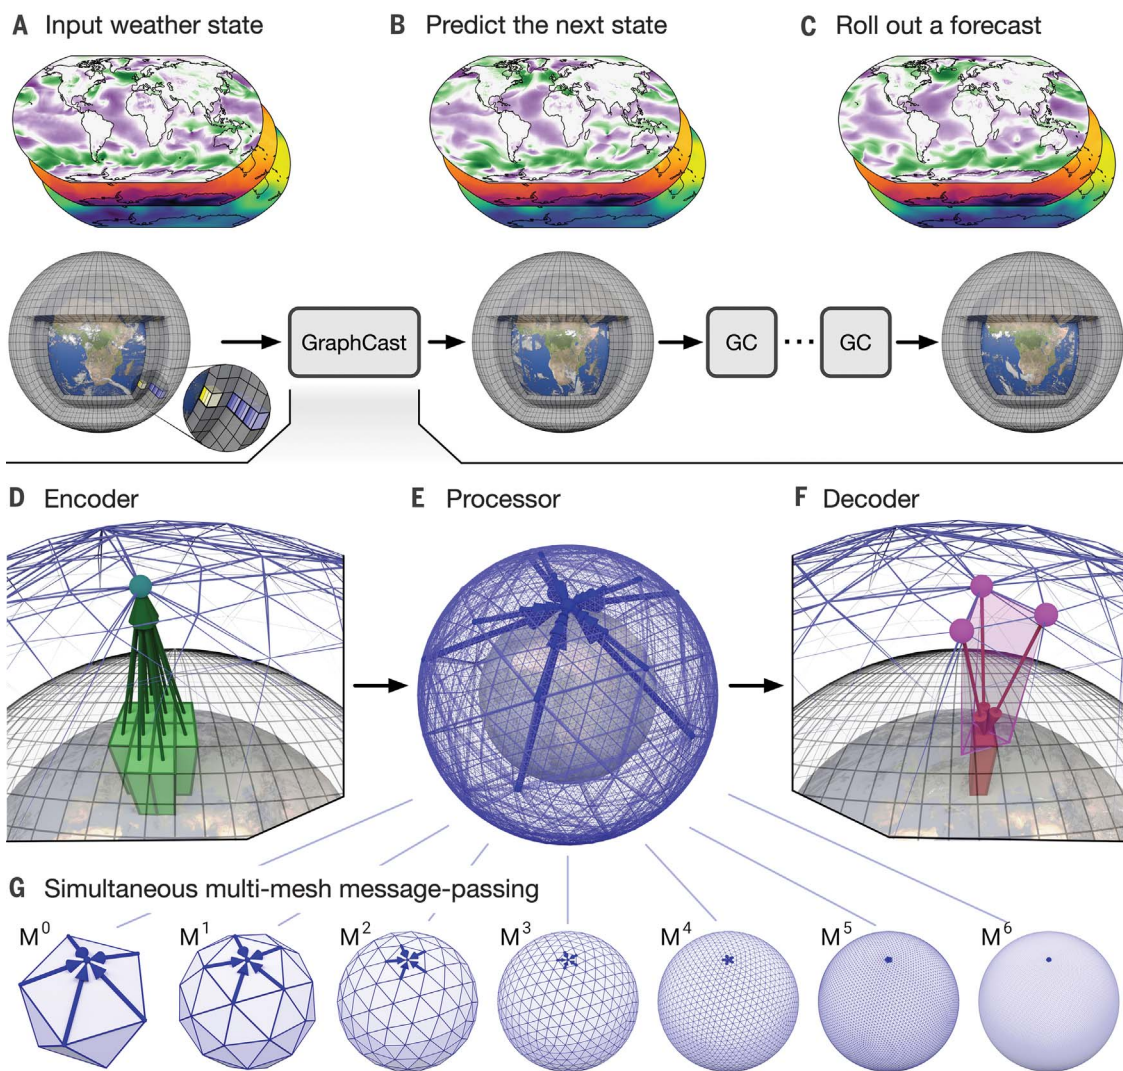 A Input weather state
B Predict the next state
C Roll out a forecast
GraphCast
GC
...
GC
D Encoder
E Processor
F Decoder
G Simultaneous multi-mesh message-passing
M⁰
M¹
M²
M³
M⁴
M⁵
M⁶